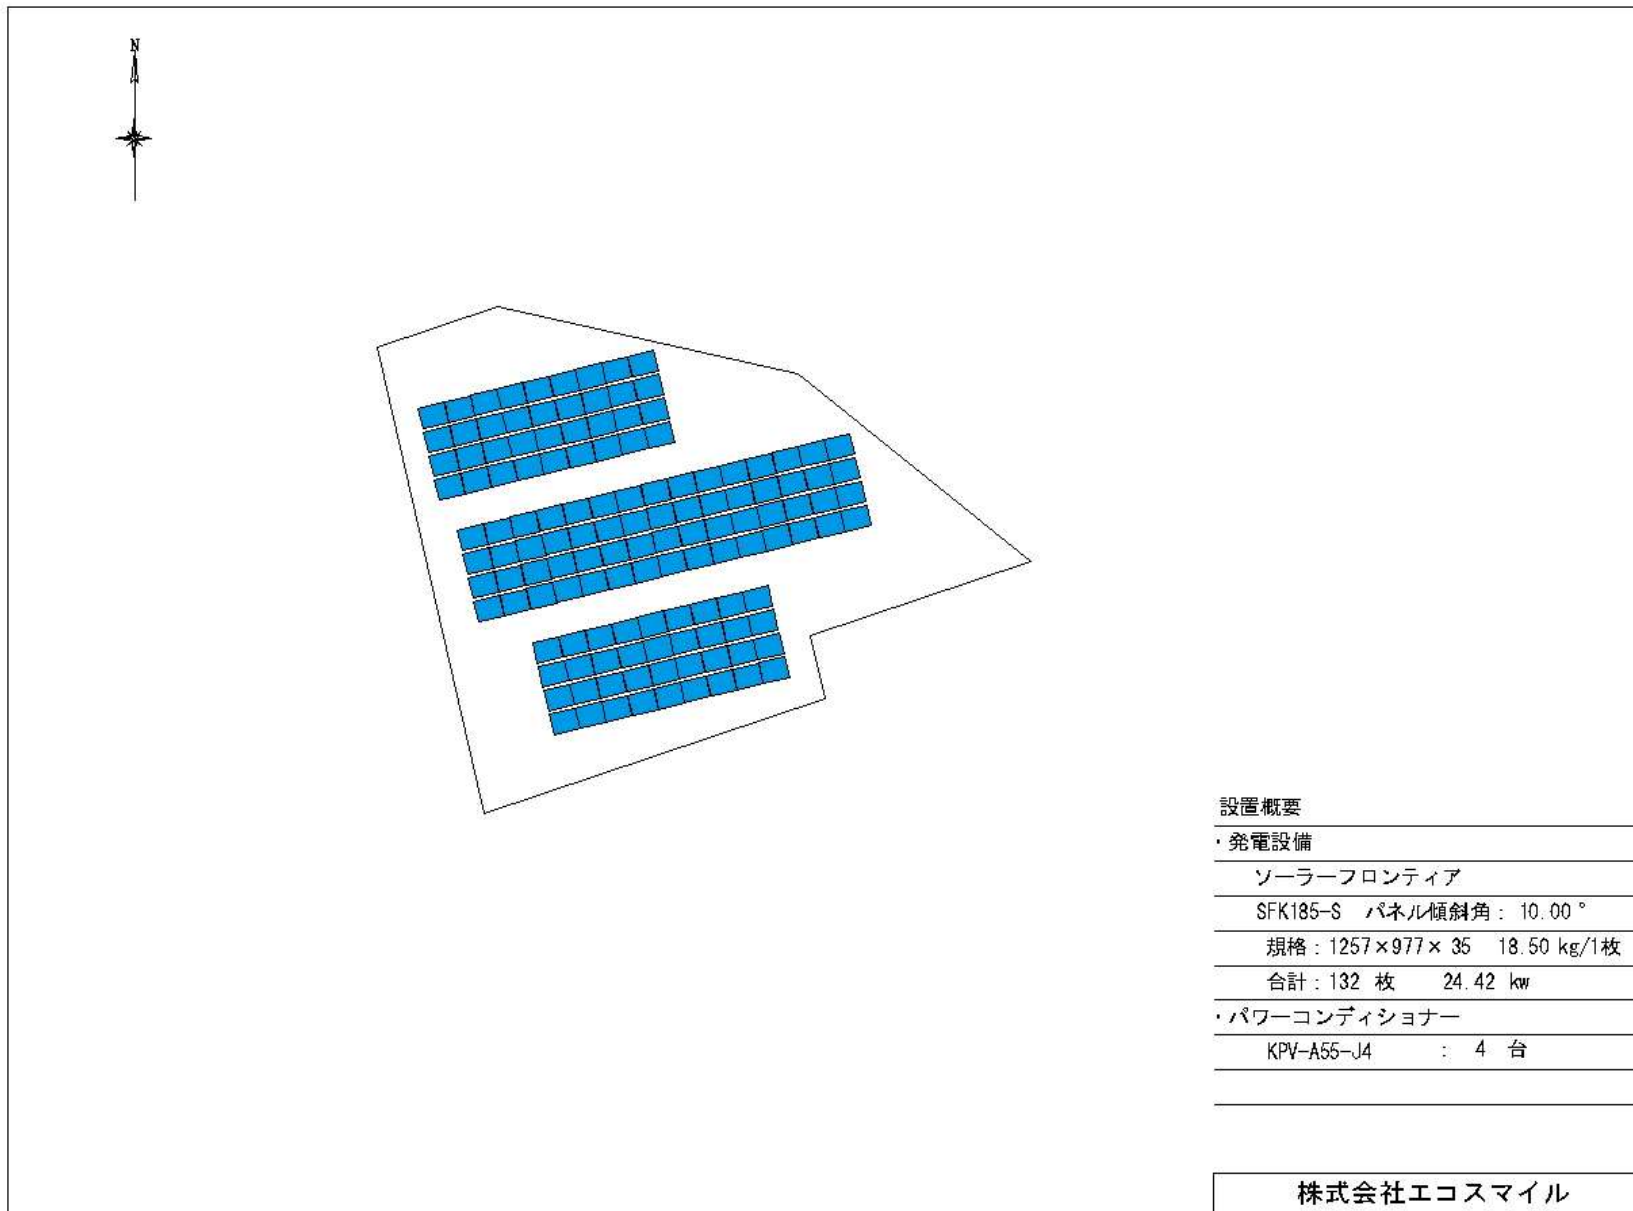 N
設置概要
・発電設備
ソーラーフロンティア
SFK185-S パネル傾斜角： 10.00°
規格：1257×977× 35 18.50 kg/1枚
合計：132 枚 24.42 kw
・パワーコンディショナー
KPV-A55-J4 ： 4 台
株式会社エコスマイル